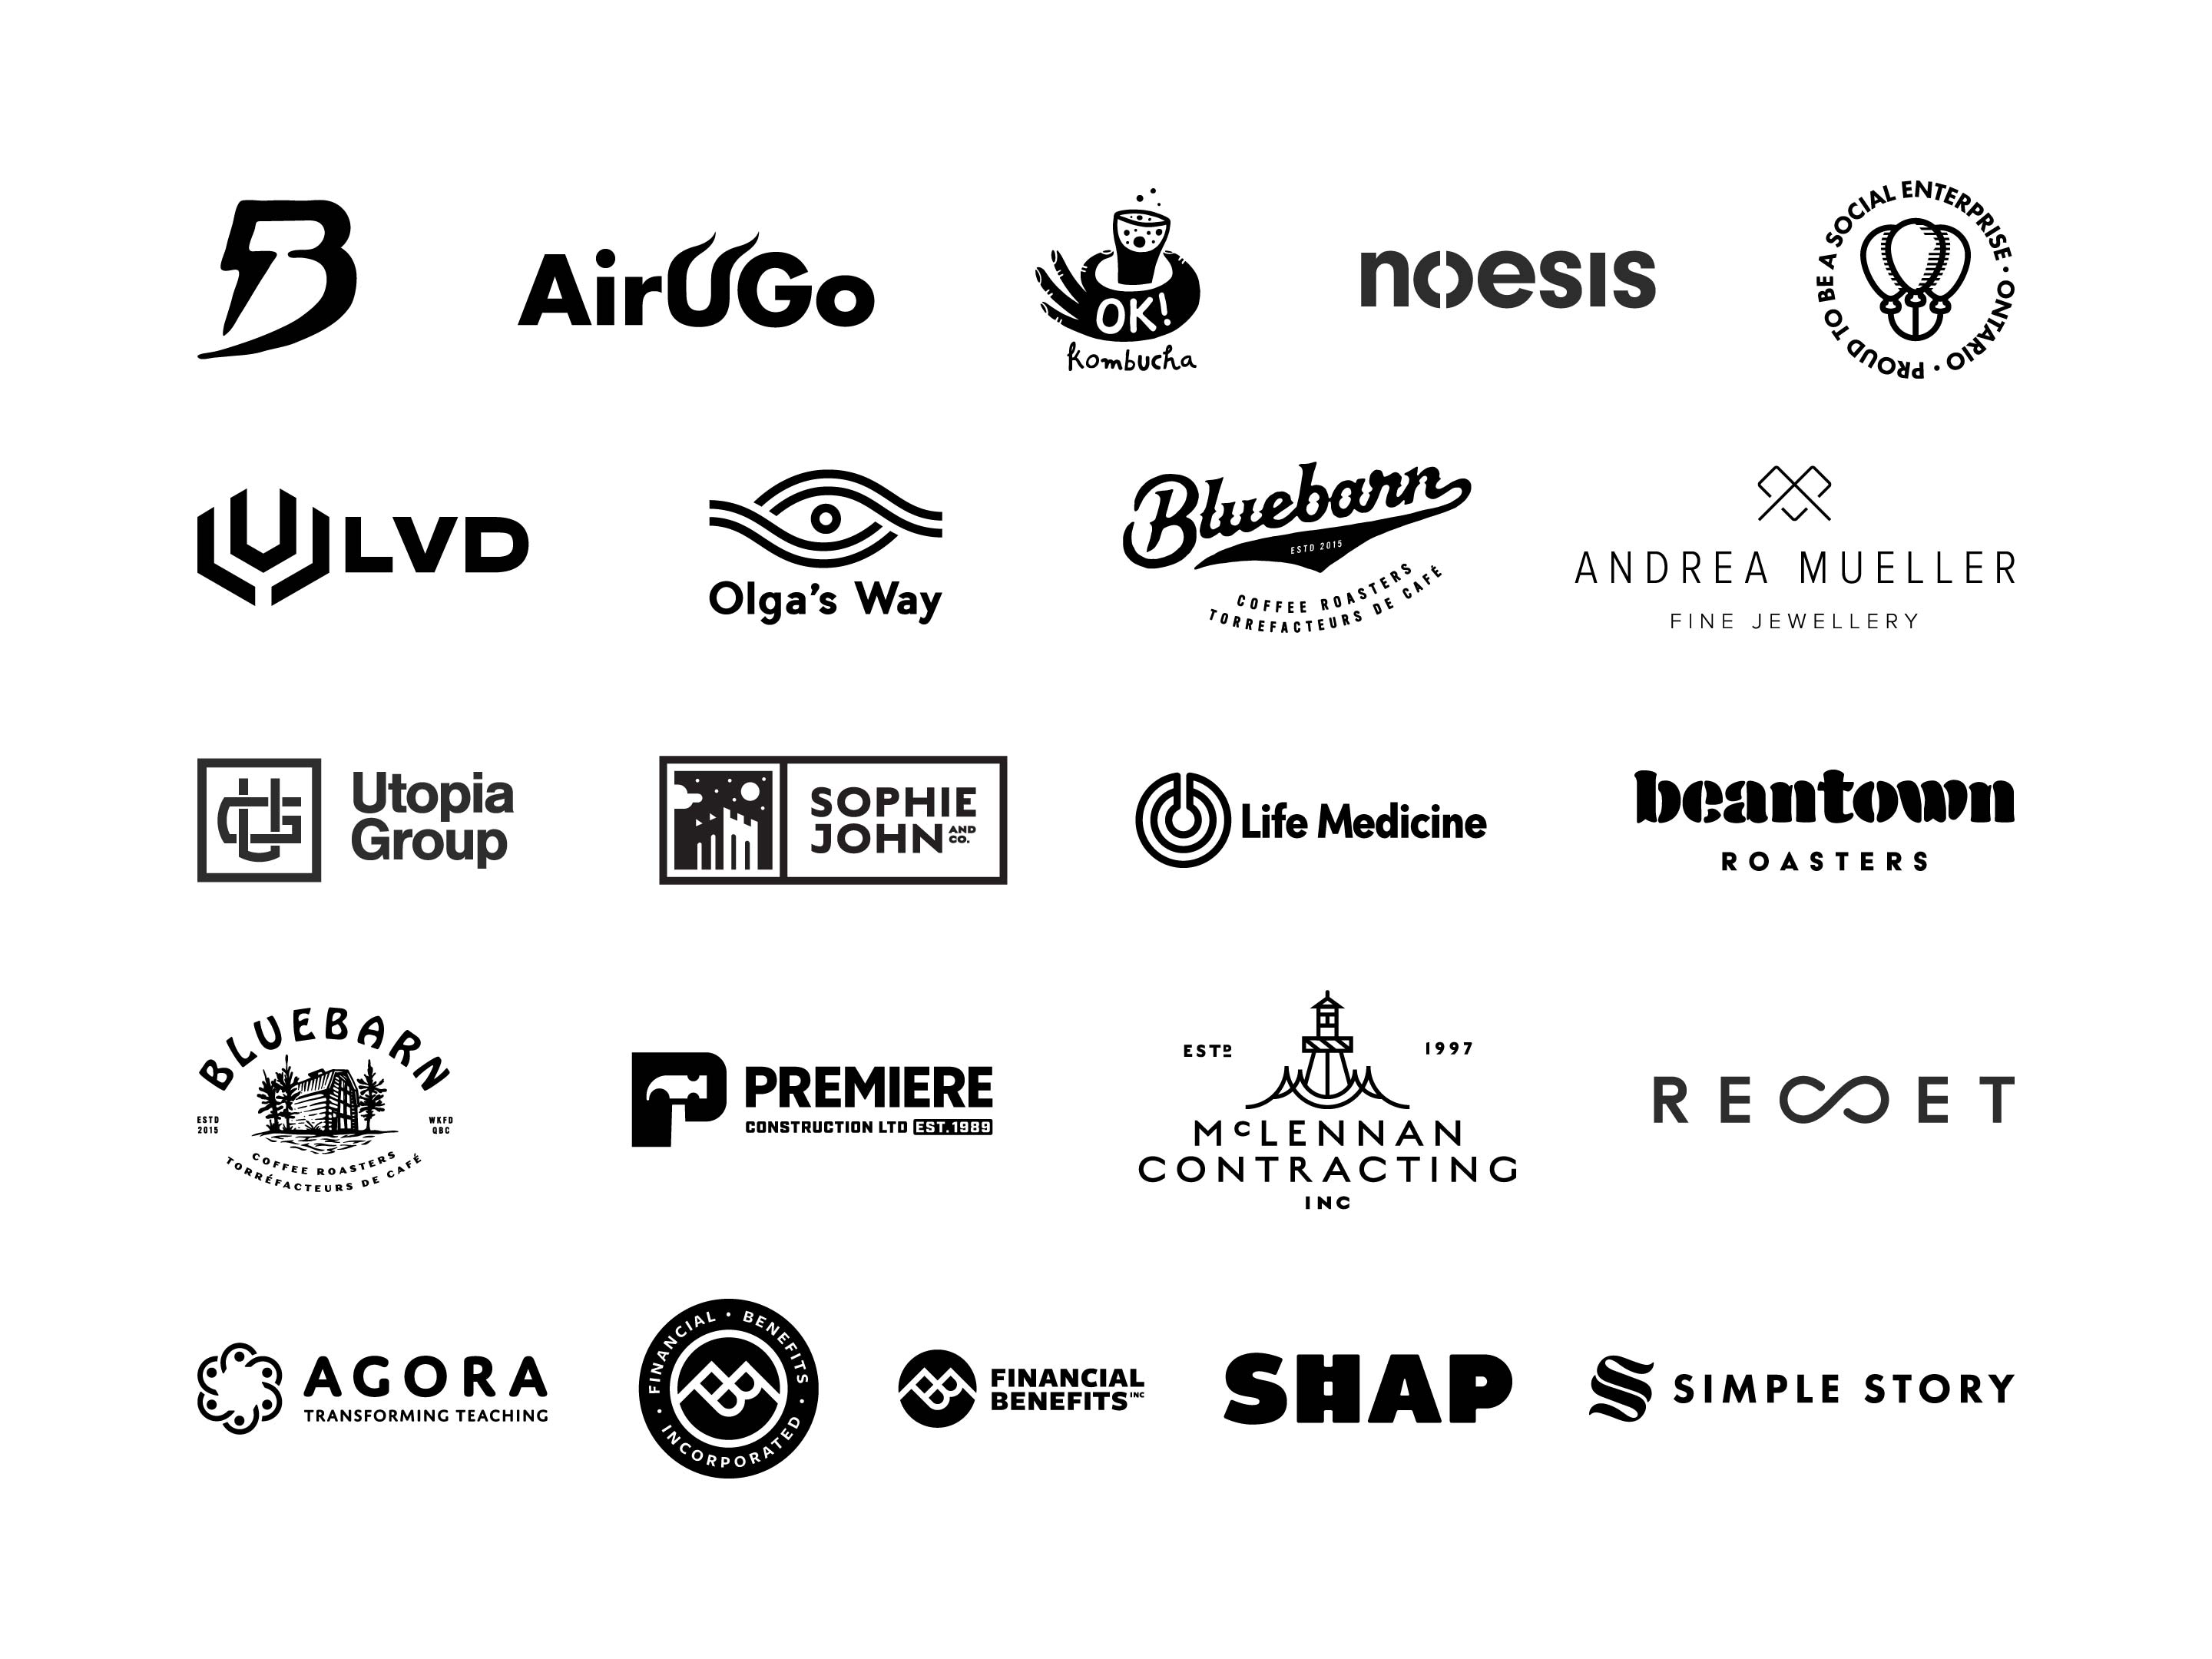 B
AirUGo
OK!
Kombucha
noesis
PROUD TO BE A SOCIAL ENTERPRISE • ONTARIO •
LVD
Olga's Way
Bluebarn
ESTD 2015
COFFEE ROASTERS
TORREFACTEURS DE CAFÉ
ANDREA MUELLER
FINE JEWELLERY
UG
Utopia
Group
SOPHIE
JOHN AND CO.
Life Medicine
beantown
ROASTERS
BLUEBARN
ESTD
2015
WKFD
QBC
COFFEE ROASTERS
TORRÉFACTEURS DE CAFÉ
P
PREMIERE
CONSTRUCTION LTD EST.1989
ESTD
1997
McLENNAN
CONTRACTING
INC
RESET
AGORA
TRANSFORMING TEACHING
FINANCIAL • BENEFITS • INCORPORATED •
FINANCIAL
BENEFITS INC
SHAP
SIMPLE STORY